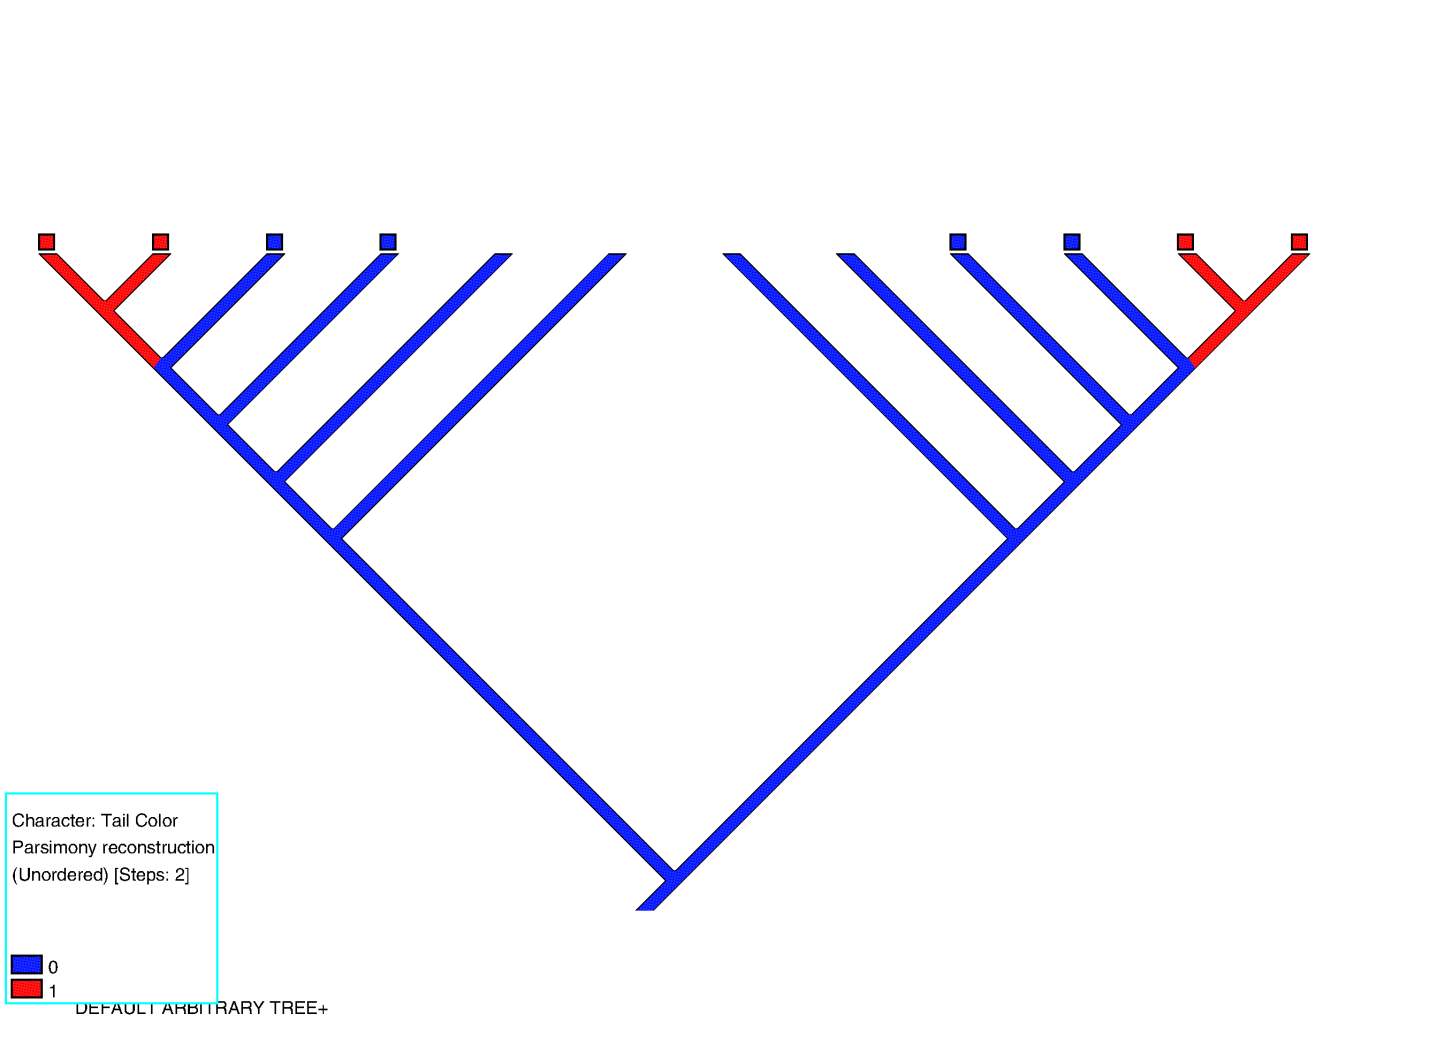 Character: Tail Color
Parsimony reconstruction
(Unordered) [Steps: 2]
0
1
DEFAULT ARBITRARY TREE+